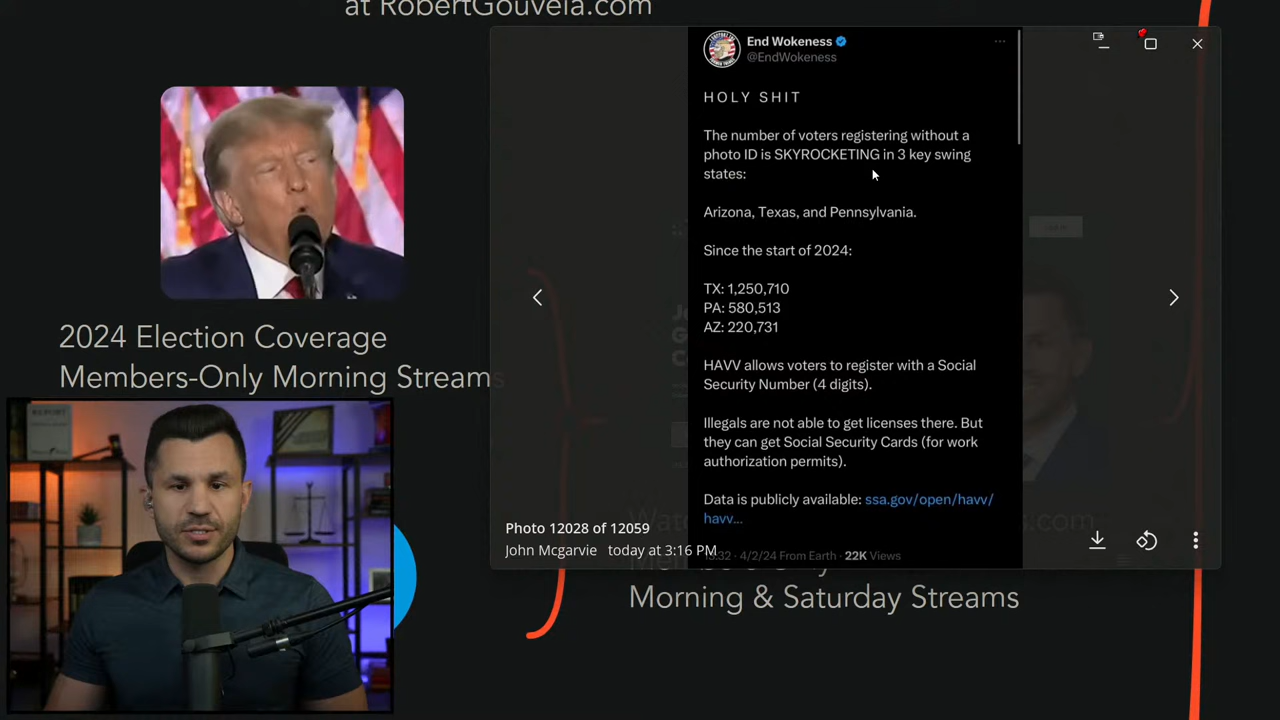 at RobertGouveia.com
End Wokeness
@EndWokeness
HOLY SHIT
The number of voters registering without a
photo ID is SKYROCKETING in 3 key swing
states:
Arizona, Texas, and Pennsylvania.
Since the start of 2024:
TX: 1,250,710
PA: 580,513
AZ: 220,731
HAVV allows voters to register with a Social
Security Number (4 digits).
Illegals are not able to get licenses there. But
they can get Social Security Cards (for work
authorization permits).
Data is publicly available: ssa.gov/open/havv/
havv...
4/2/24 From Earth · 22K Views
Photo 12028 of 12059
John Mcgarvie today at 3:16 PM
2024 Election Coverage
Members-Only Morning Streams
Morning & Saturday Streams